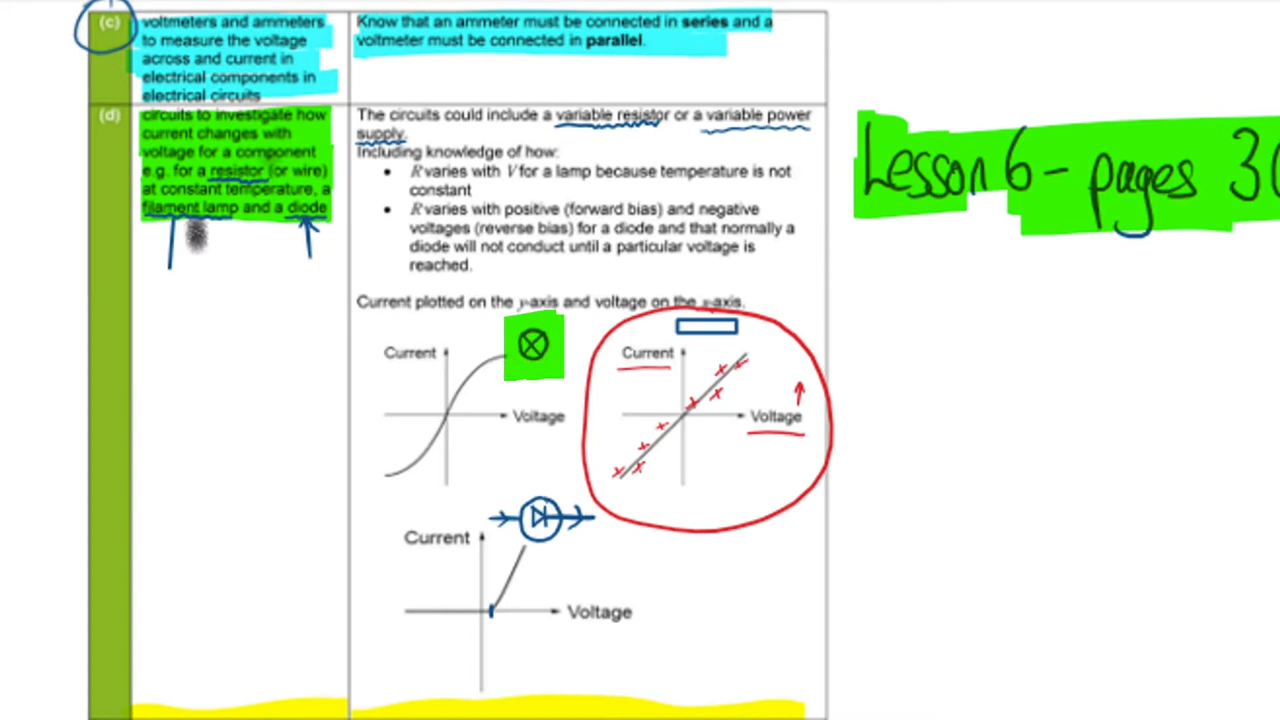 (c)
voltmeters and ammeters
to measure the voltage
across and current in
electrical components in
electrical circuits
Know that an ammeter must be connected in series and a
voltmeter must be connected in parallel.
(d)
circuits to investigate how
current changes with
voltage for a component
e.g. for a resistor (or wire)
at constant temperature, a
filament lamp and a diode
The circuits could include a variable resistor or a variable power
supply.
Including knowledge of how:
• R varies with V for a lamp because temperature is not
constant
• R varies with positive (forward bias) and negative
voltages (reverse bias) for a diode and that normally a
diode will not conduct until a particular voltage is
reached.
Current plotted on the y-axis and voltage on the x-axis.
Current
Voltage
Current
Voltage
Current
Voltage
Lesson 6 - pages